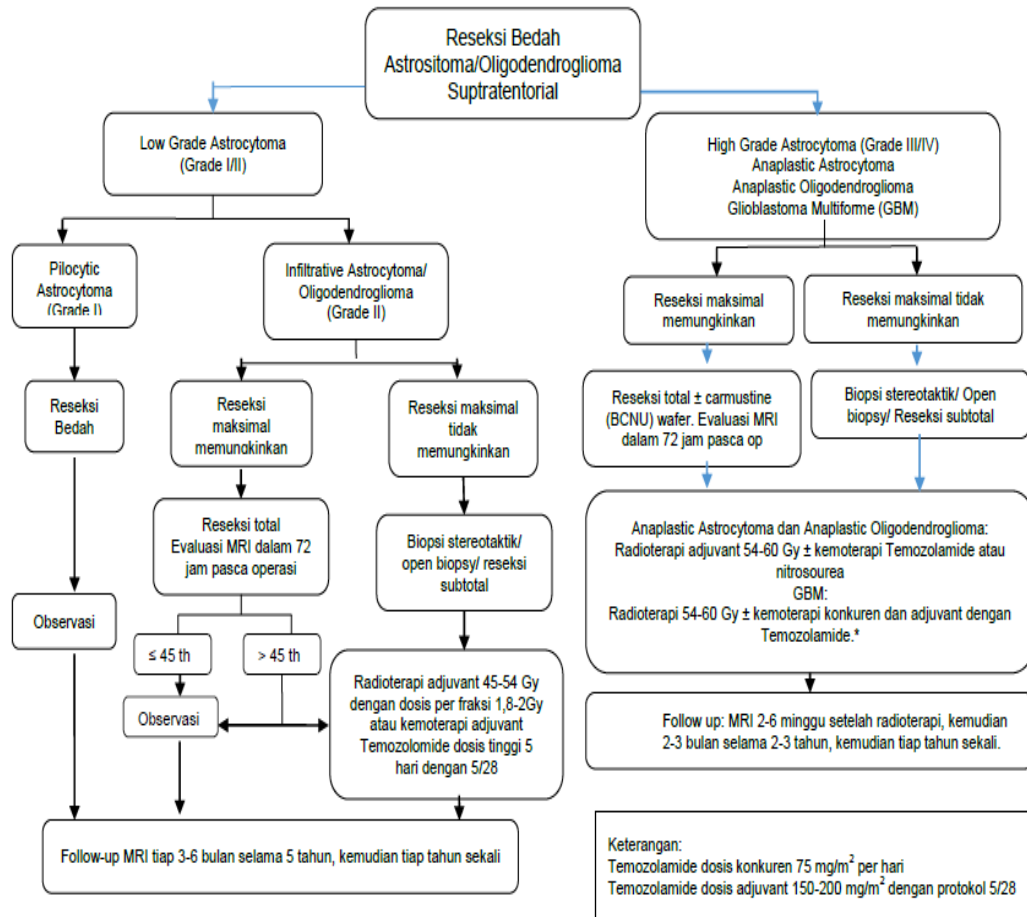 Reseksi Bedah
Astrositoma/Oligodendroglioma
Suptratentorial
Low Grade Astrocytoma
(Grade I/II)
High Grade Astrocytoma (Grade III/IV)
Anaplastic Astrocytoma
Anaplastic Oligodendroglioma
Glioblastoma Multiforme (GBM)
Pilocytic
Astrocytoma
(Grade I)
Infiltrative Astrocytoma/
Oligodendroglioma
(Grade II)
Reseksi maksimal
memungkinkan
Reseksi maksimal tidak
memungkinkan
Reseksi
Bedah
Reseksi
maksimal
memungkinkan
Reseksi maksimal
tidak
memungkinkan
Reseksi total ± carmustine
(BCNU) wafer. Evaluasi MRI
dalam 72 jam pasca op
Biopsi stereotaktik/ Open
biopsy/ Reseksi subtotal
Reseksi total
Evaluasi MRI dalam 72
jam pasca operasi
Biopsi stereotaktik/
open biopsy/ reseksi
subtotal
Anaplastic Astrocytoma dan Anaplastic Oligodendroglioma:
Radioterapi adjuvant 54-60 Gy ± kemoterapi Temozolamide atau
nitrosourea
GBM:
Radioterapi 54-60 Gy ± kemoterapi konkuren dan adjuvant dengan
Temozolamide.*
Observasi
≤ 45 th
> 45 th
Observasi
Radioterapi adjuvant 45-54 Gy
dengan dosis per fraksi 1,8-2Gy
atau kemoterapi adjuvant
Temozolomide dosis tinggi 5
hari dengan 5/28
Follow up: MRI 2-6 minggu setelah radioterapi, kemudian
2-3 bulan selama 2-3 tahun, kemudian tiap tahun sekali.
Follow-up MRI tiap 3-6 bulan selama 5 tahun, kemudian tiap tahun sekali
Keterangan:
Temozolamide dosis konkuren 75 mg/m² per hari
Temozolamide dosis adjuvant 150-200 mg/m² dengan protokol 5/28